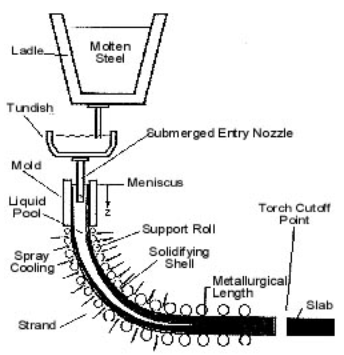 Ladle
Molten
Steel
Tundish
Submerged Entry Nozzle
Mold
Meniscus
z
Liquid
Pool
Torch Cutoff
Point
Support Roll
Solidifying
Shell
Spray
Cooling
Metallurgical
Length
Slab
Strand